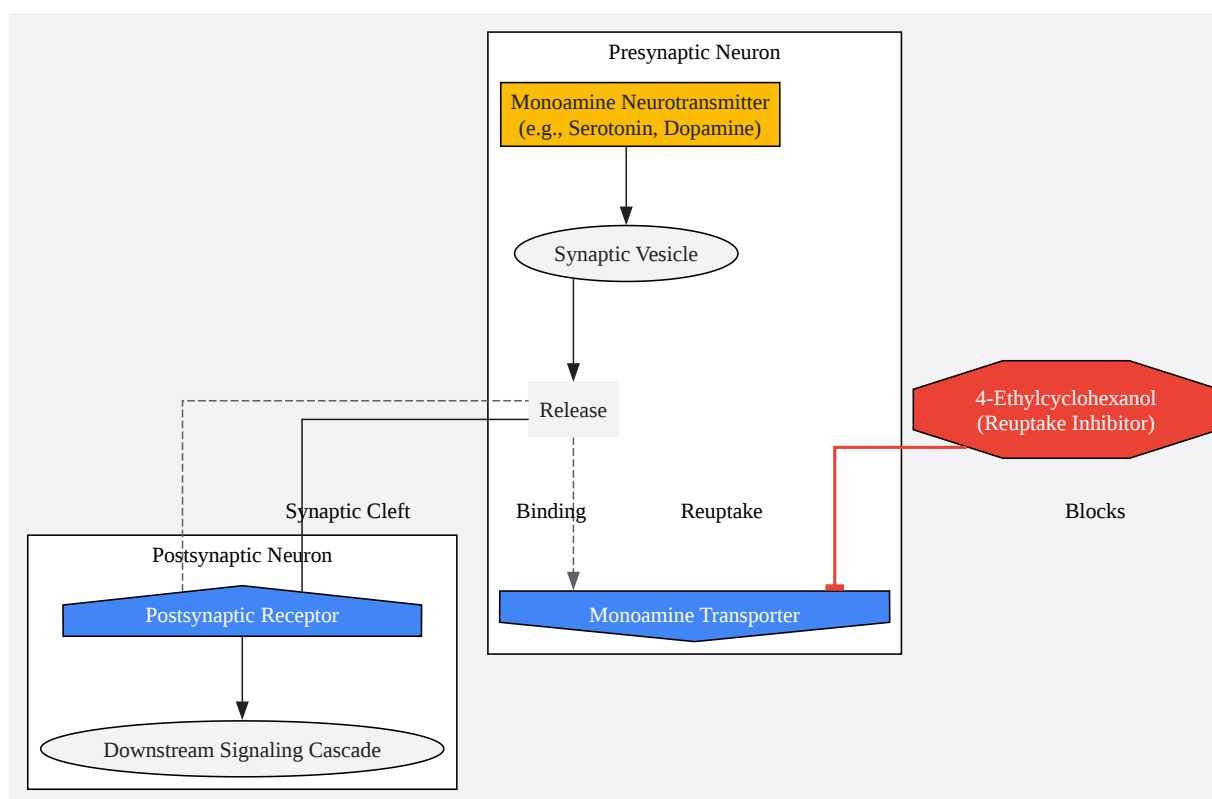 Presynaptic Neuron
Monoamine Neurotransmitter
(e.g., Serotonin, Dopamine)
Synaptic Vesicle
Release
4-Ethylcyclohexanol
(Reuptake Inhibitor)
Synaptic Cleft
Binding
Reuptake
Blocks
Postsynaptic Neuron
Postsynaptic Receptor
Monoamine Transporter
Downstream Signaling Cascade